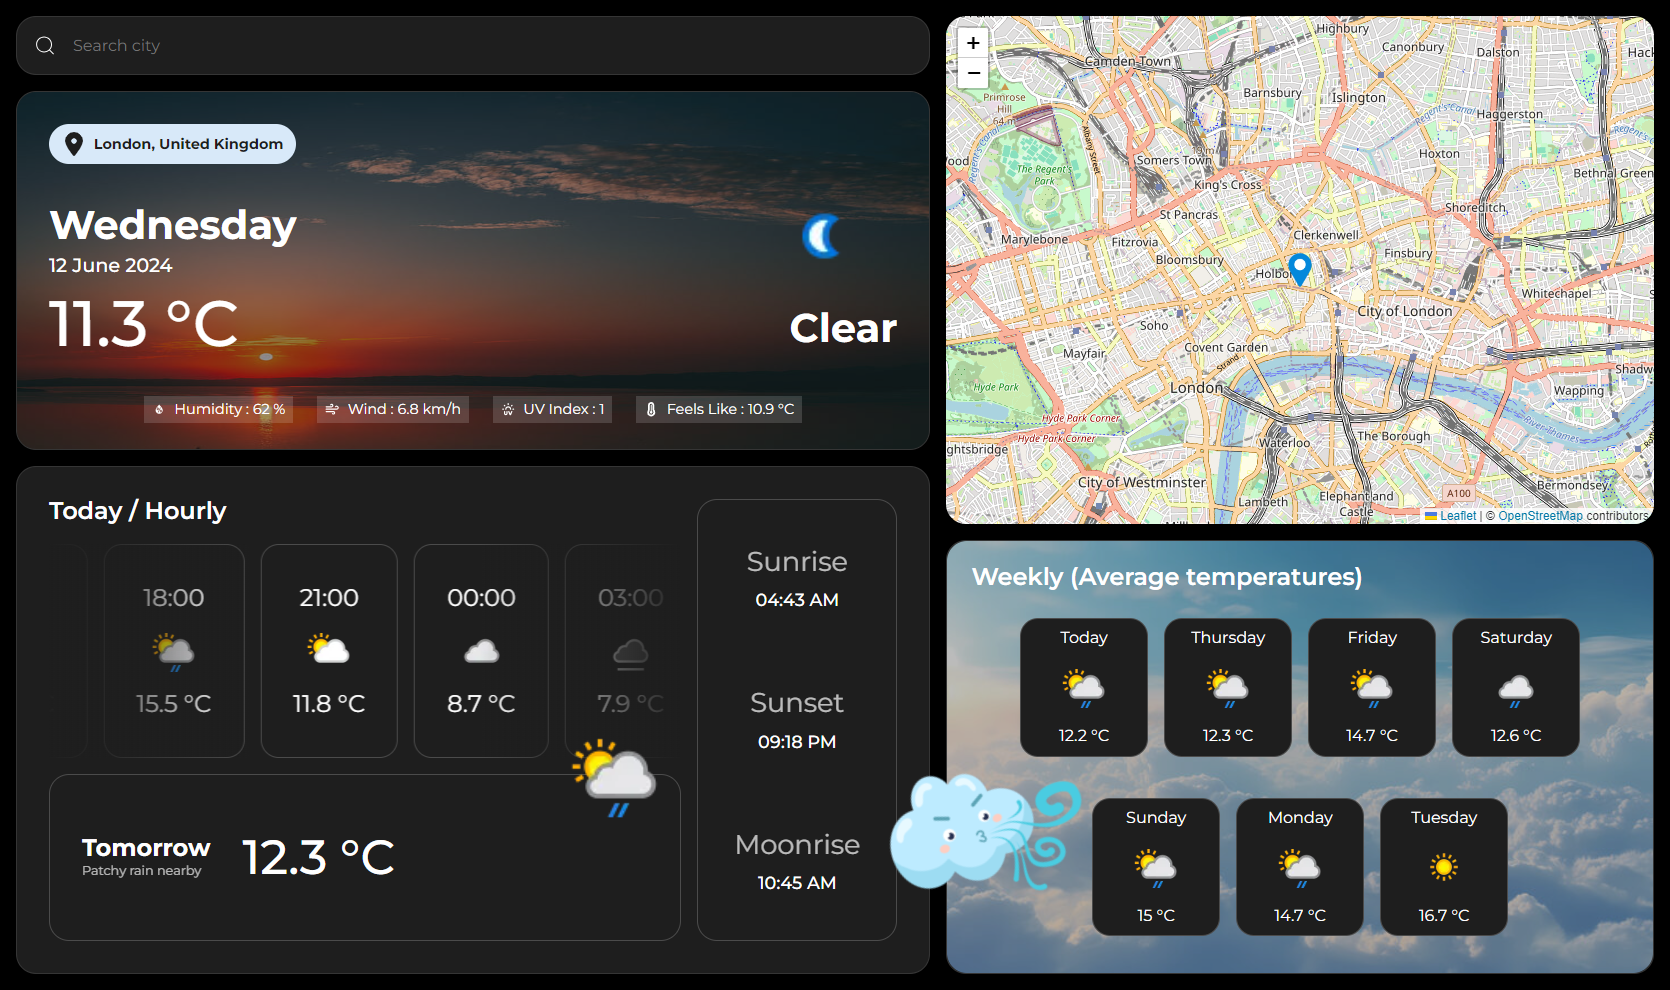 Search city
London, United Kingdom
Wednesday
12 June 2024
11.3 °C
Clear
Humidity : 62 %
Wind : 6.8 km/h
UV Index : 1
Feels Like : 10.9 °C
Today / Hourly
18:00
15.5 °C
21:00
11.8 °C
00:00
8.7 °C
03:00
7.9 °C
Tomorrow
Patchy rain nearby
12.3 °C
Sunrise
04:43 AM
Sunset
09:18 PM
Moonrise
10:45 AM
+
−
Highbury
Canonbury
Dalston
Hack
Camden Town
Primrose
Hill
64 m
Barnsbury
Islington
Regent's Canal
Haggerston
Regent's
Albany Street
Regent's canal
ood
Somers Town
Hoxton
The Regent's
Park
King's Cross
Bethnal Green
St Pancras
Shoreditch
Marylebone
Fitzrovia
Clerkenwell
Bloomsbury
Finsbury
Holbo
Whitechapel
City of London
Soho
Mayfair
Covent Garden
Strand
Shadw
Hyde Park
London
Wapping
Hyde Park Corner
Hyde Park Corner
River Thames
ghtsbridge
Waterloo
The Borough
City of Westminster
Bermondsey
Lambeth
Elephant and
Castle
A100
Leaflet | © OpenStreetMap contributors
Weekly (Average temperatures)
Today
12.2 °C
Thursday
12.3 °C
Friday
14.7 °C
Saturday
12.6 °C
Sunday
15 °C
Monday
14.7 °C
Tuesday
16.7 °C